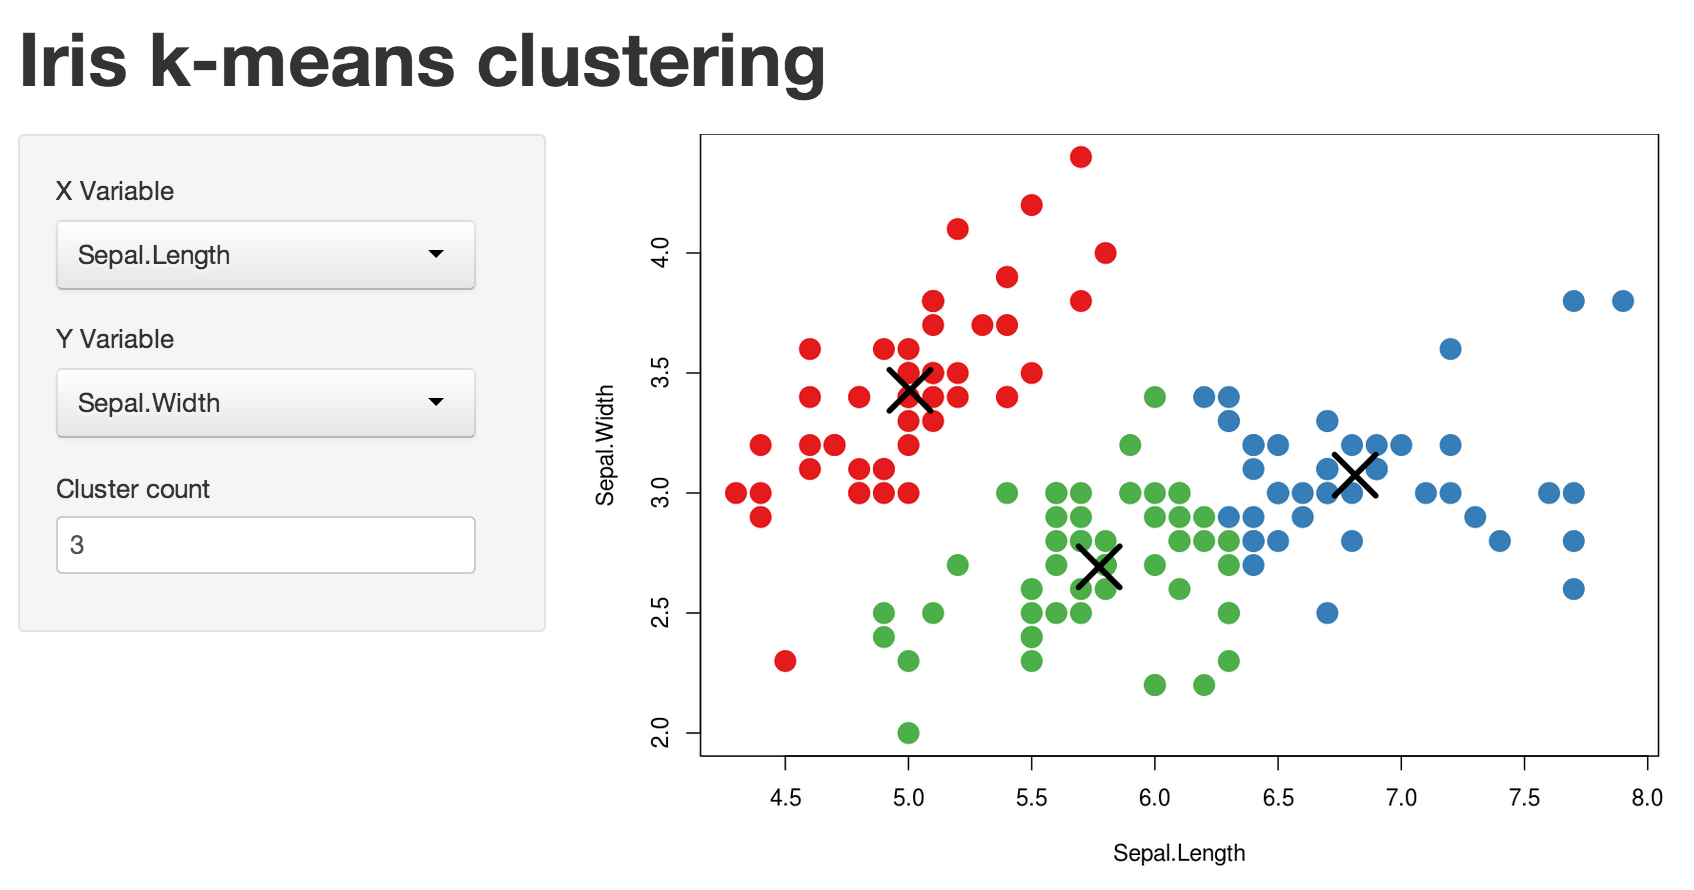 Iris k-means clustering
X Variable
Sepal.Length
Y Variable
Sepal.Width
Cluster count
3
Sepal.Width
4.0
3.5
3.0
2.5
2.0
4.5 5.0 5.5 6.0 6.5 7.0 7.5 8.0
Sepal.Length